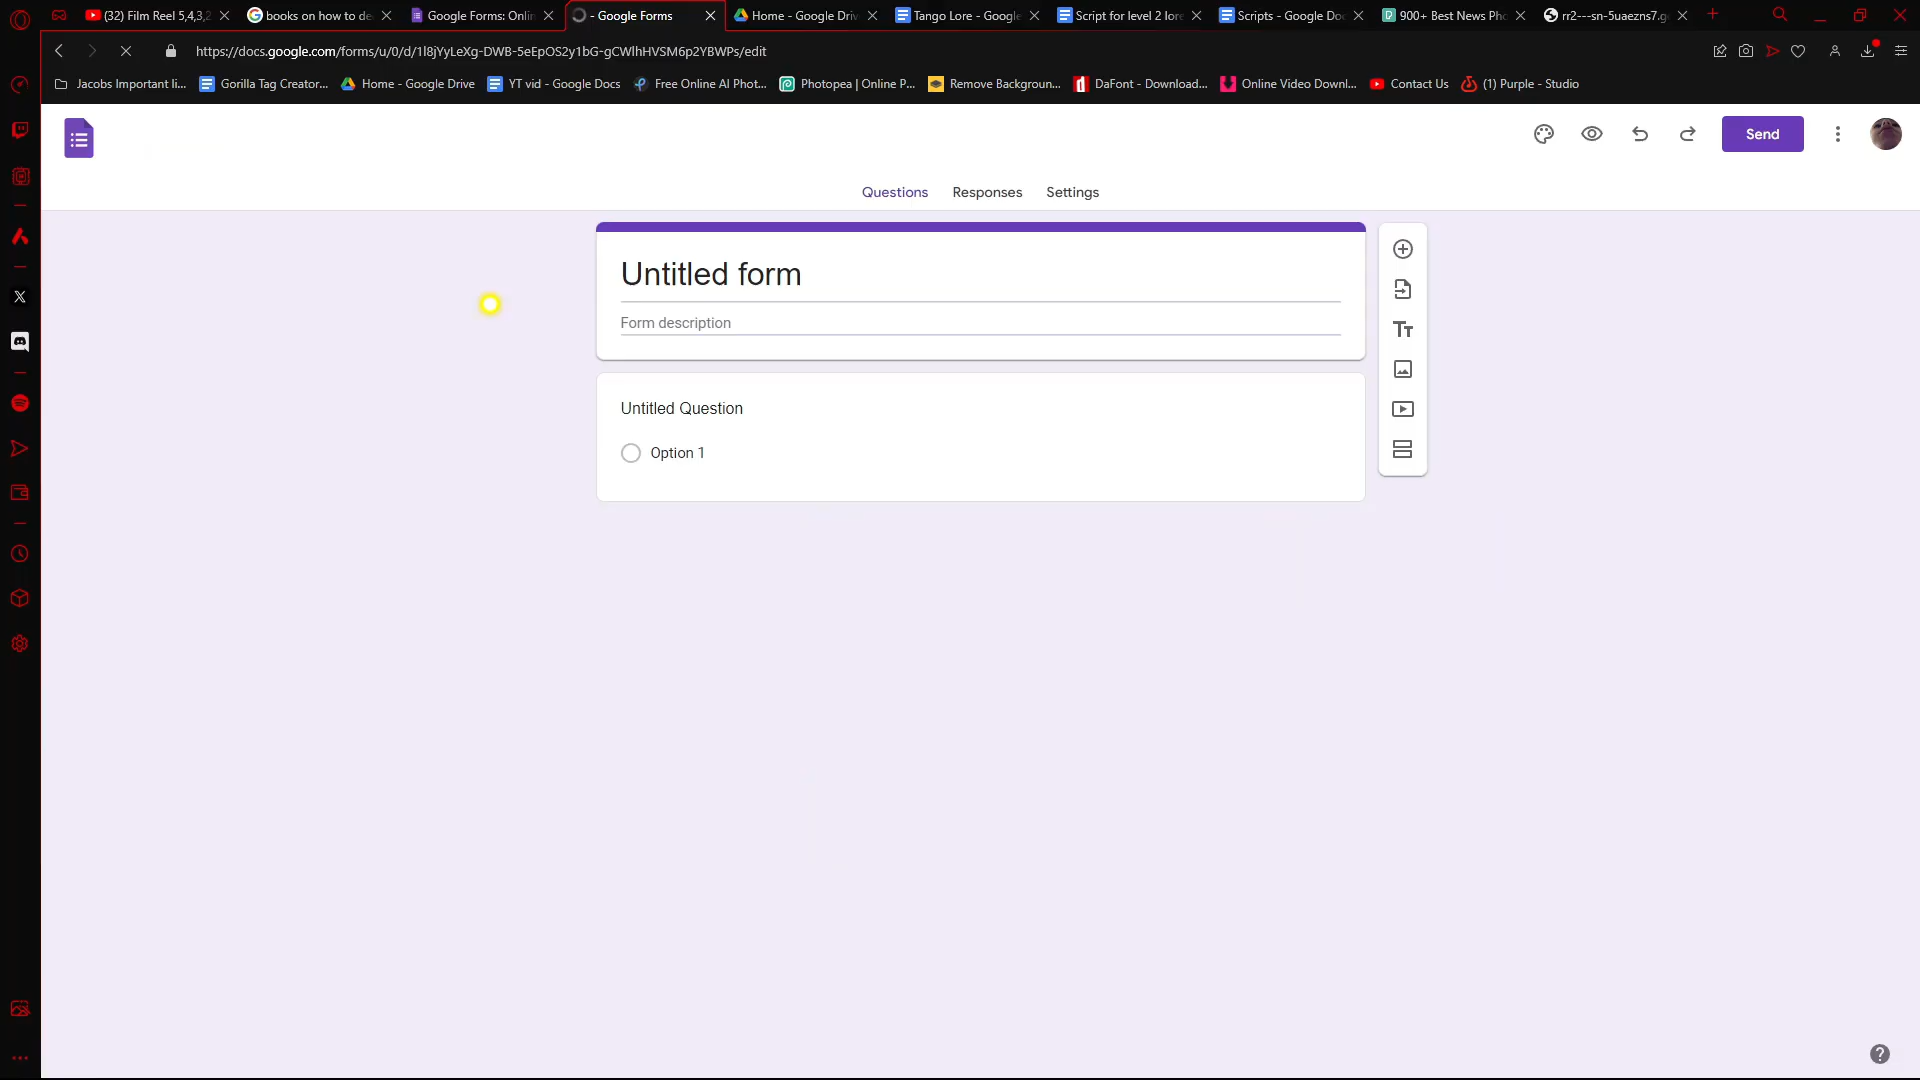 (32) Film Reel 5,4,3,2
books on how to de
Google Forms: Onlin
- Google Forms
Home - Google Driv
Tango Lore - Google
Script for level 2 lore
Scripts - Google Doc
900+ Best News Pho
rr2---sn-5uaezns7.g
https://docs.google.com/forms/u/0/d/1l8jYyLeXg-DWB-5eEpOS2y1bG-gCWlhHVSM6p2YBWPs/edit
Jacobs Important li...
Gorilla Tag Creator...
Home - Google Drive
YT vid - Google Docs
Free Online AI Phot...
Photopea | Online P...
Remove Backgroun...
DaFont - Download...
Online Video Downl...
Contact Us
(1) Purple - Studio
Send
Questions
Responses
Settings
Untitled form
Form description
Untitled Question
Option 1